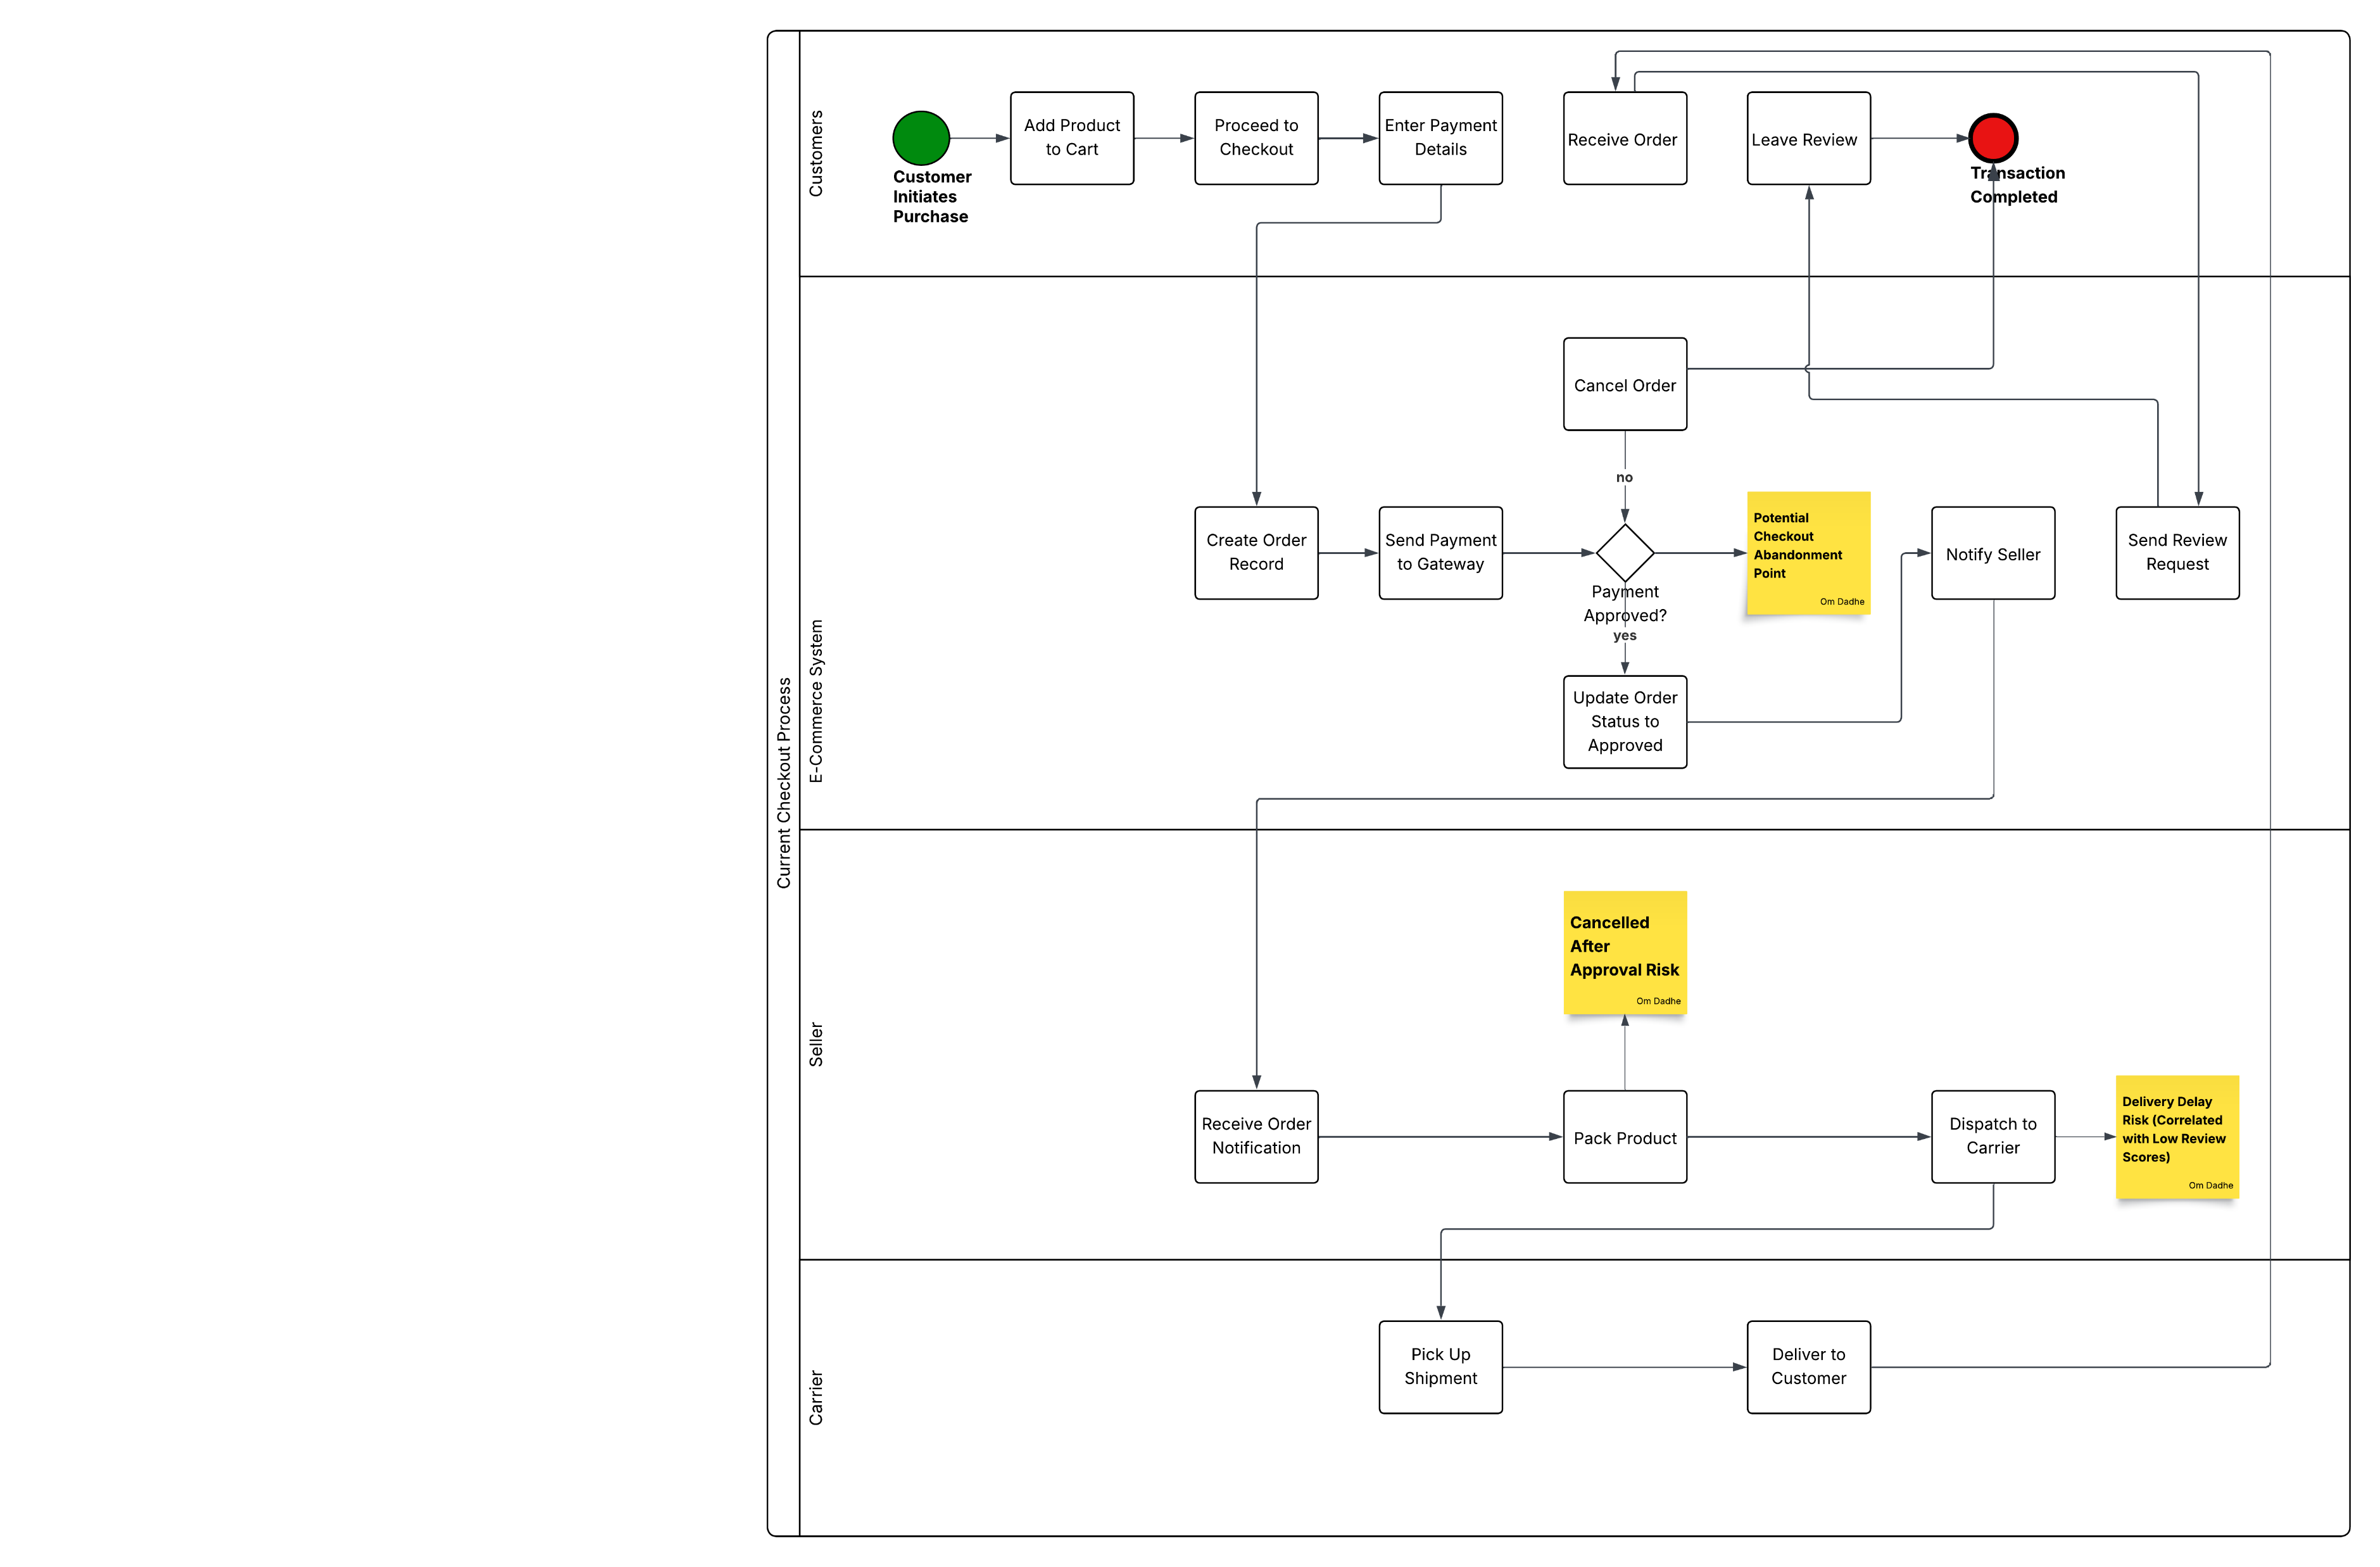 Current Checkout Process
Customers
Customer
Initiates
Purchase
Add Product
to Cart
Proceed to
Checkout
Enter Payment
Details
Receive Order
Leave Review
Transaction
Completed
E-Commerce System
Cancel Order
no
Create Order
Record
Send Payment
to Gateway
Payment
Approved?
yes
Potential
Checkout
Abandonment
Point
Om Dadhe
Notify Seller
Send Review
Request
Update Order
Status to
Approved
Seller
Cancelled
After
Approval Risk
Om Dadhe
Receive Order
Notification
Pack Product
Dispatch to
Carrier
Delivery Delay
Risk (Correlated
with Low Review
Scores)
Om Dadhe
Carrier
Pick Up
Shipment
Deliver to
Customer